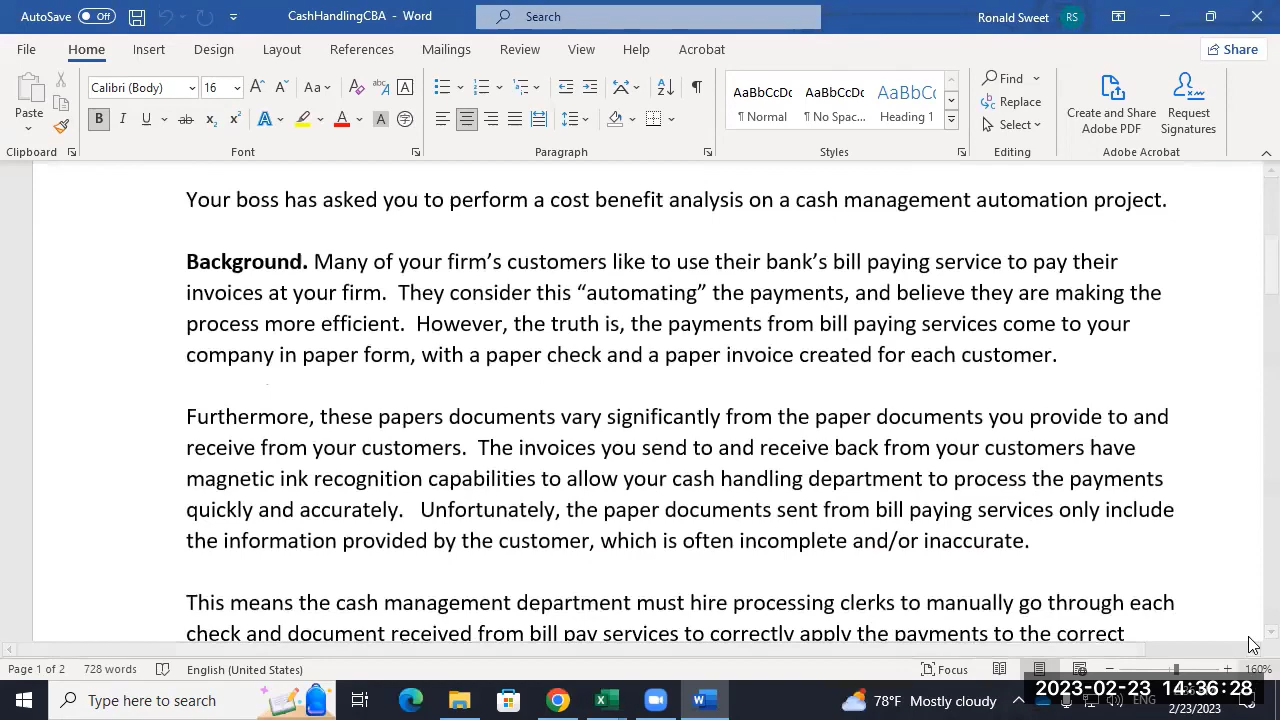 AutoSave Off CashHandlingCBA - Word Search Ronald Sweet RS
File Home Insert Design Layout References Mailings Review View Help Acrobat Share
Paste Calibri (Body) 16 Aa AaBbCcDc AaBbCcDc AaBbCc Find Replace Select Create and Share Adobe PDF Request Signatures
¶ Normal ¶ No Spac... Heading 1
Clipboard Font Paragraph Styles Editing Adobe Acrobat
Your boss has asked you to perform a cost benefit analysis on a cash management automation project.
Background. Many of your firm’s customers like to use their bank’s bill paying service to pay their
invoices at your firm.  They consider this “automating” the payments, and believe they are making the
process more efficient.  However, the truth is, the payments from bill paying services come to your
company in paper form, with a paper check and a paper invoice created for each customer.
Furthermore, these papers documents vary significantly from the paper documents you provide to and
receive from your customers.  The invoices you send to and receive back from your customers have
magnetic ink recognition capabilities to allow your cash handling department to process the payments
quickly and accurately.   Unfortunately, the paper documents sent from bill paying services only include
the information provided by the customer, which is often incomplete and/or inaccurate.
This means the cash management department must hire processing clerks to manually go through each
check and document received from bill pay services to correctly apply the payments to the correct
Page 1 of 2 728 words English (United States) Focus 160%
Type here to search 78°F Mostly cloudy ENG
2023-02-23 14:36:28
2/23/2023